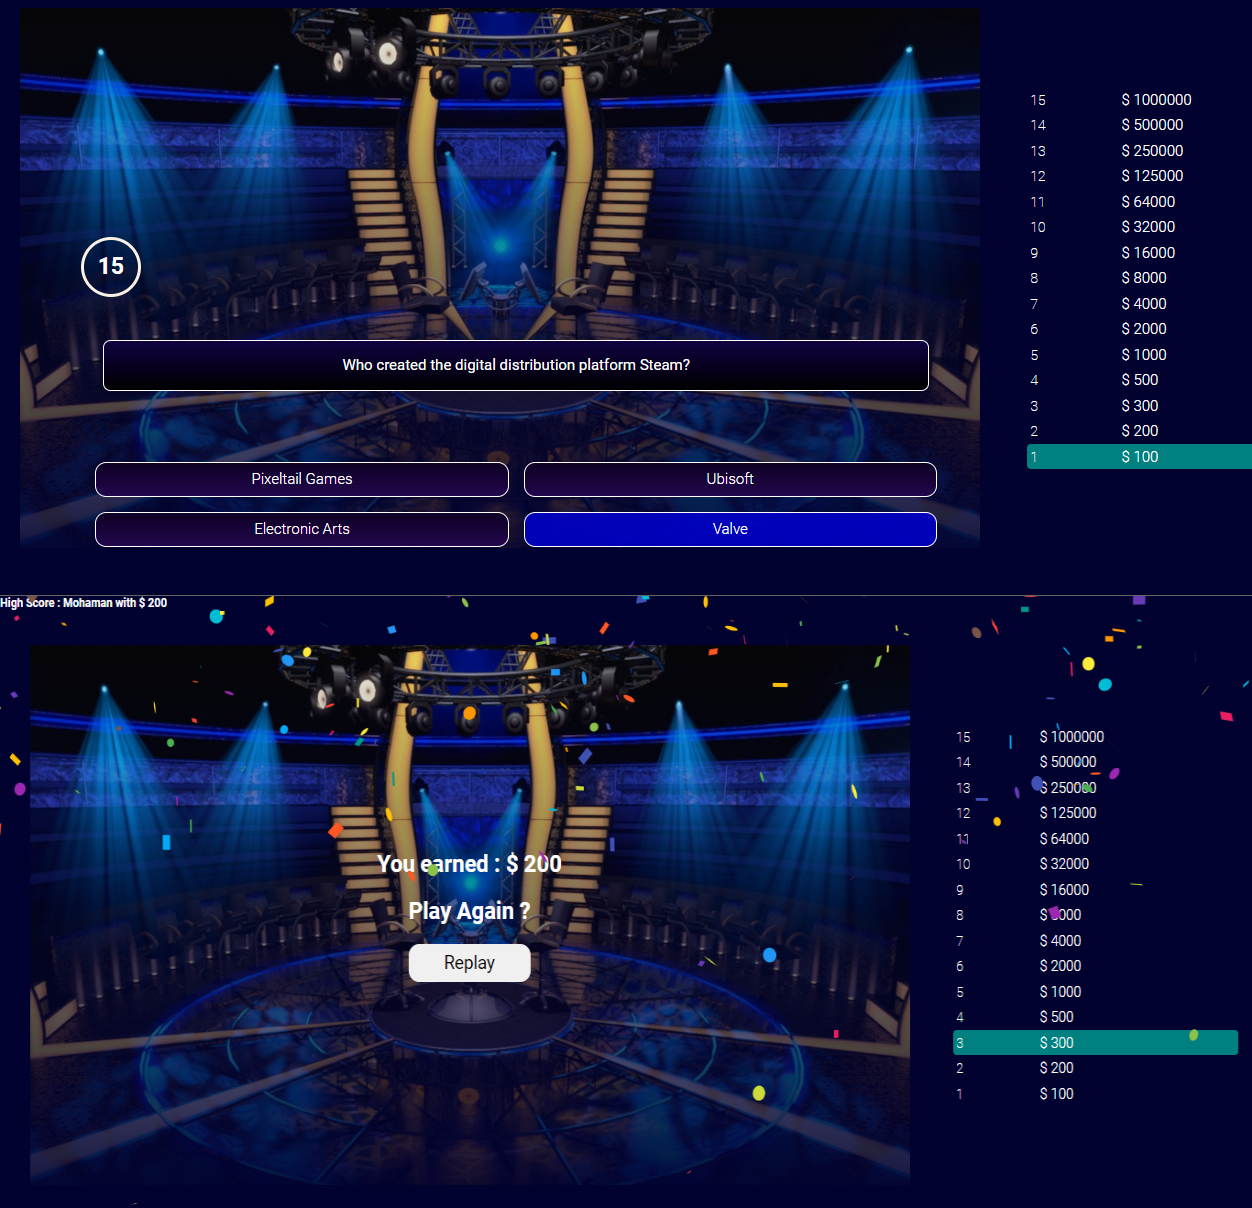 15 $ 1000000
14 $ 500000
13 $ 250000
12 $ 125000
11 $ 64000
10 $ 32000
9 $ 16000
8 $ 8000
7 $ 4000
6 $ 2000
5 $ 1000
4 $ 500
3 $ 300
2 $ 200
1 $ 100
15
Who created the digital distribution platform Steam?
Pixeltail Games
Ubisoft
Electronic Arts
Valve
High Score : Mohaman with $ 200
You earned : $ 200
Play Again ?
Replay
15 $ 1000000
14 $ 500000
13 $ 250000
12 $ 125000
11 $ 64000
10 $ 32000
9 $ 16000
8 $ 8000
7 $ 4000
6 $ 2000
5 $ 1000
4 $ 500
3 $ 300
2 $ 200
1 $ 100